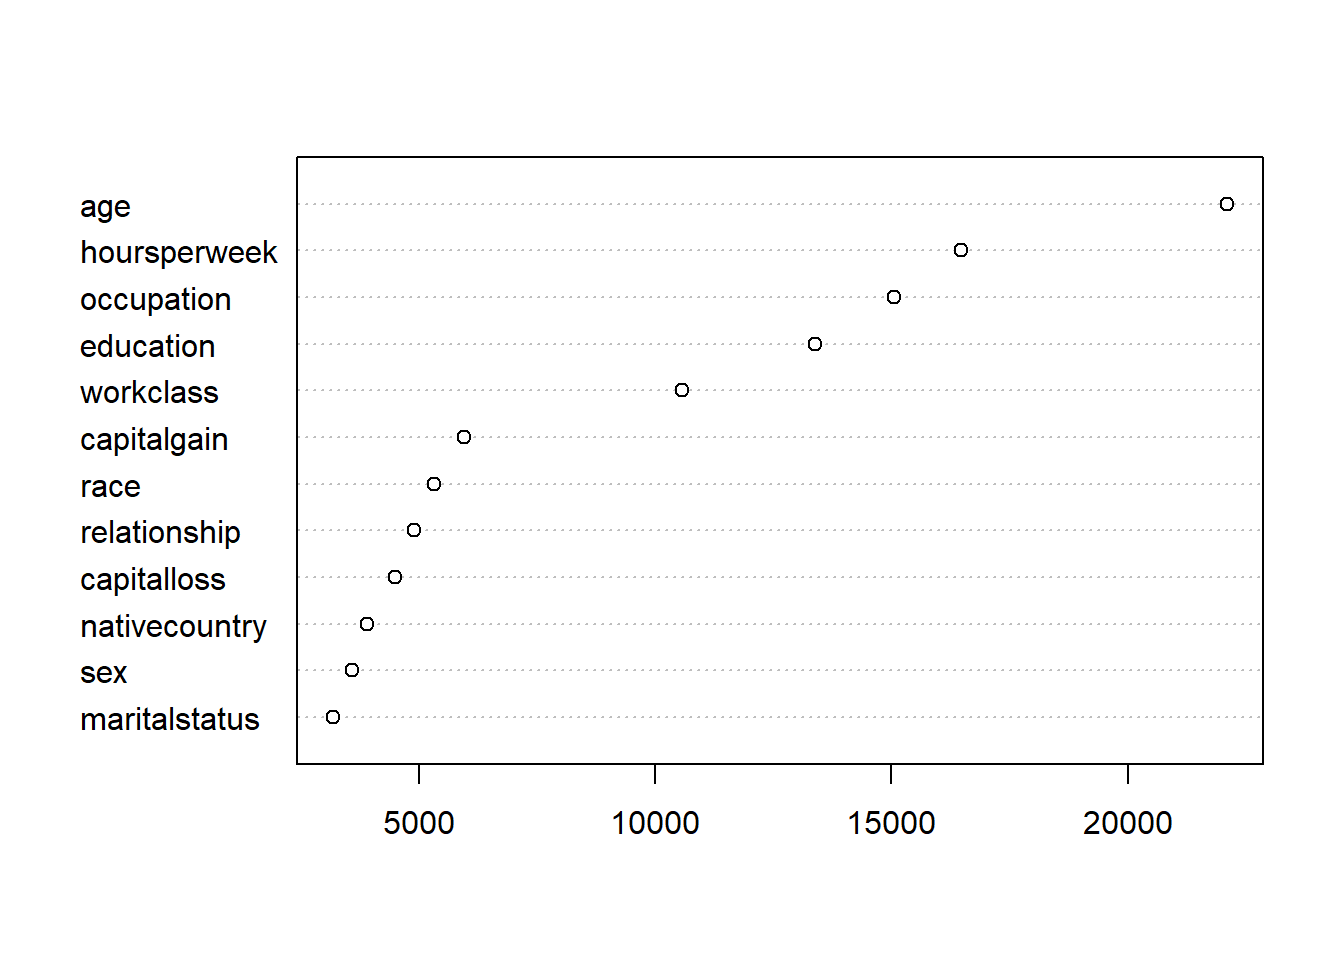 age
hoursperweek
occupation
education
workclass
capitalgain
race
relationship
capitalloss
nativecountry
sex
maritalstatus
5000 10000 15000 20000